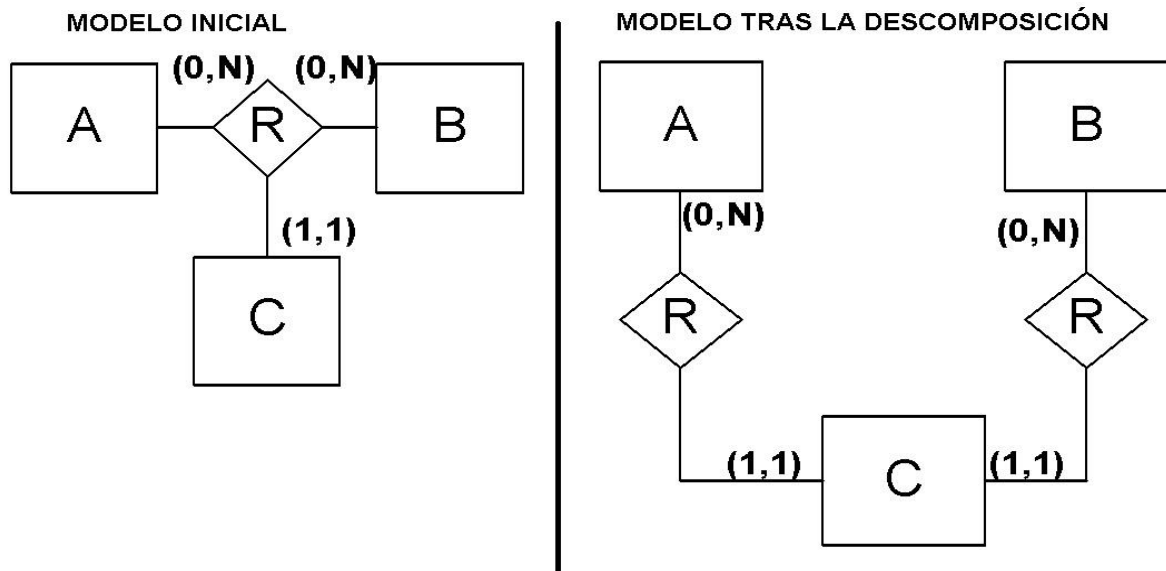 MODELO INICIAL
(0,N) (0,N)
A R B
(1,1)
C
MODELO TRAS LA DESCOMPOSICIÓN
A B
(0,N) (0,N)
R R
(1,1) C (1,1)